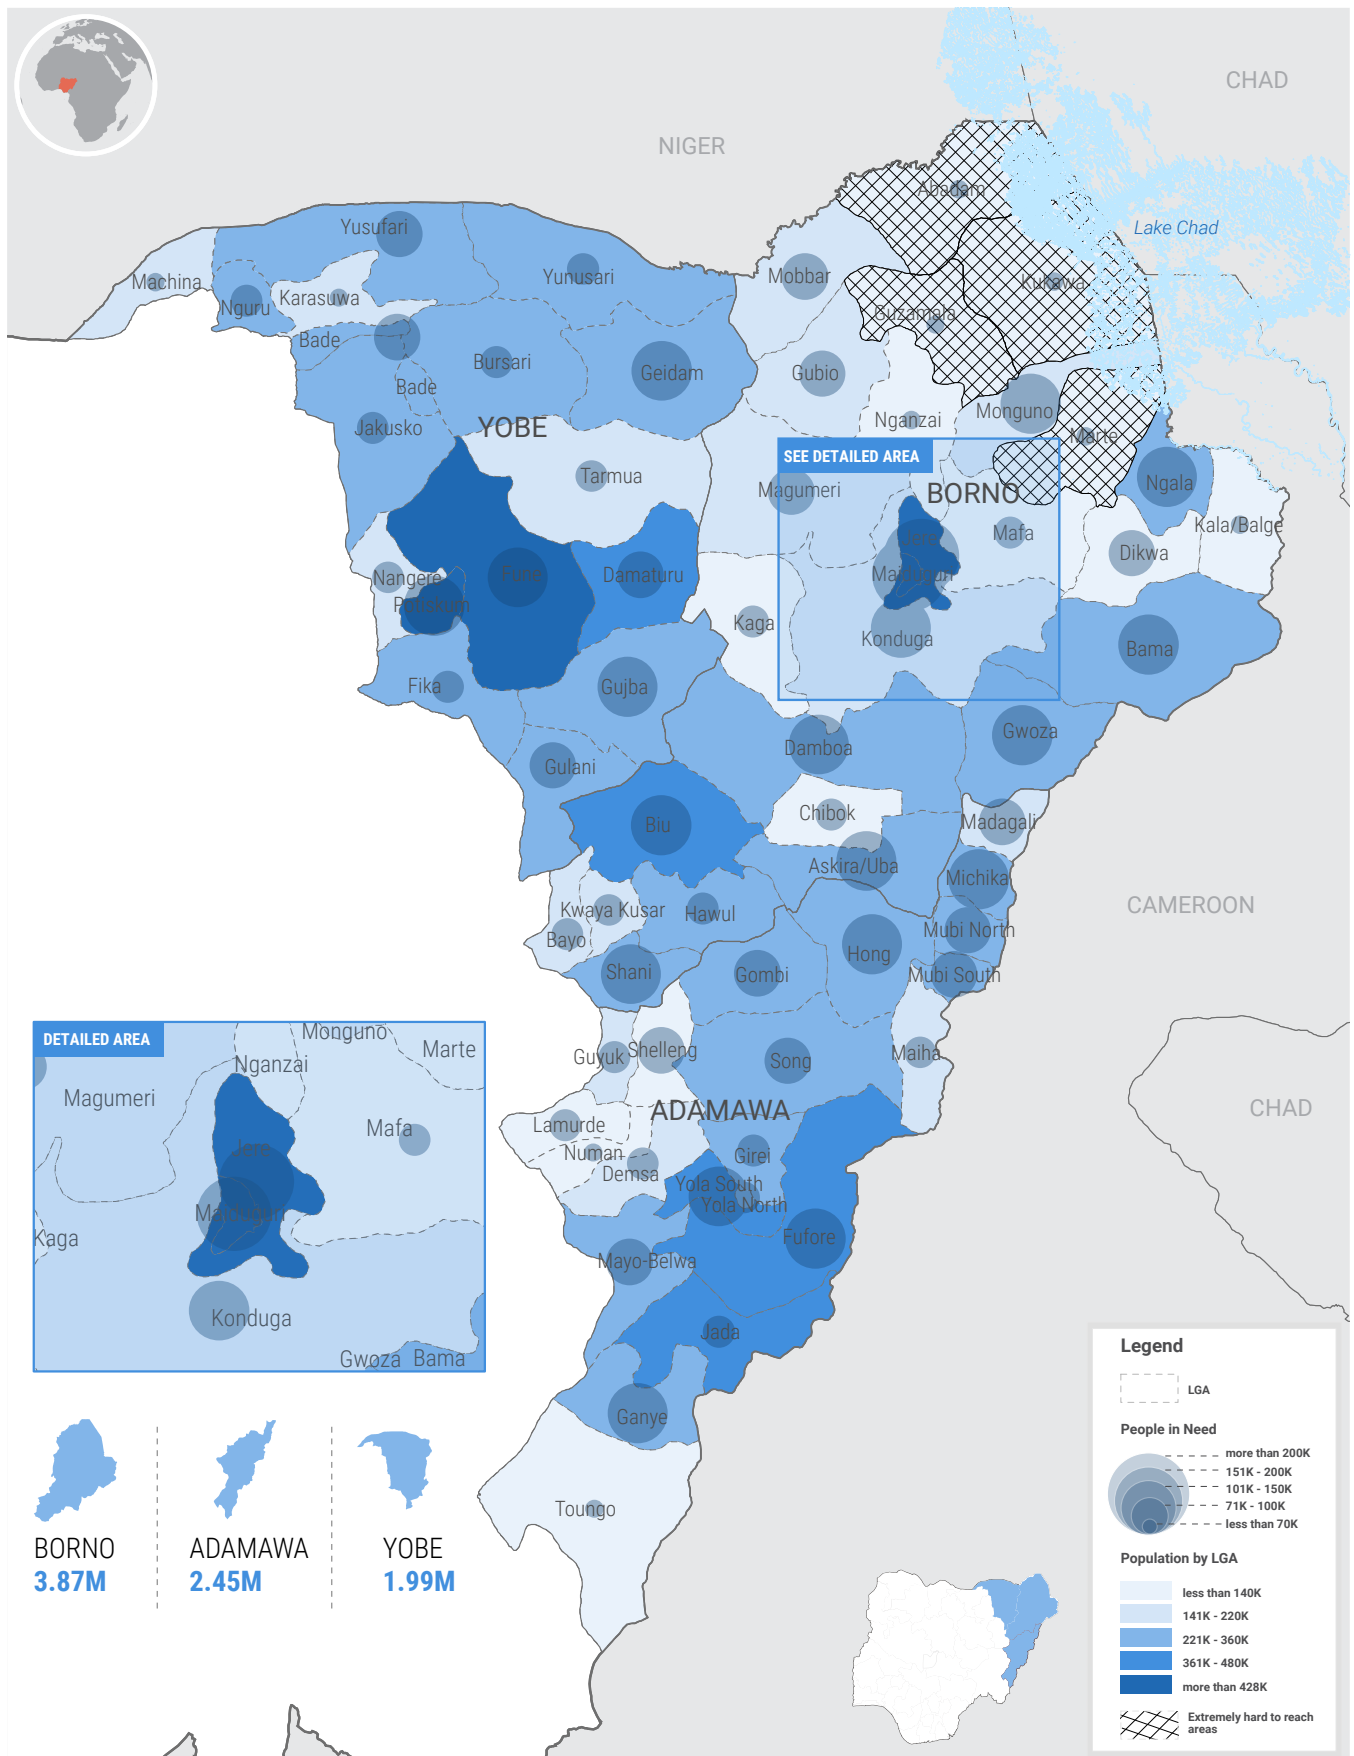 CHAD
NIGER
Abadam
Lake Chad
Yusufari
Machina
Yunusari
Mobbar
Kukawa
Nguru
Karasuwa
Guzamala
Bade
Bursari
Geidam
Gubio
Bade
Nganzai
Monguno
Jakusko
YOBE
Marte
SEE DETAILED AREA
Tarmua
Magumeri
BORNO
Ngala
Mafa
Kala/Balge
Jere
Dikwa
Nangere
Fune
Damaturu
Maiduguri
Potiskum
Kaga
Konduga
Bama
Fika
Gujba
Gwoza
Damboa
Gulani
Biu
Chibok
Madagali
Askira/Uba
Michika
Kwaya Kusar
Hawul
Mubi North
Bayo
Hong
Shani
Gombi
Mubi South
CAMEROON
Guyuk
Shelleng
Song
Maiha
ADAMAWA
Lamurde
Numan
Girei
Demsa
Yola South
Yola North
Fufore
Mayo-Belwa
Jada
Ganye
Toungo
CHAD
DETAILED AREA
Monguno
Marte
Nganzai
Magumeri
Mafa
Jere
Maiduguri
Kaga
Konduga
Gwoza
Bama
BORNO
3.87M
ADAMAWA
2.45M
YOBE
1.99M
Legend
LGA
People in Need
more than 200K
151K - 200K
101K - 150K
71K - 100K
less than 70K
Population by LGA
less than 140K
141K - 220K
221K - 360K
361K - 480K
more than 428K
Extremely hard to reach
areas